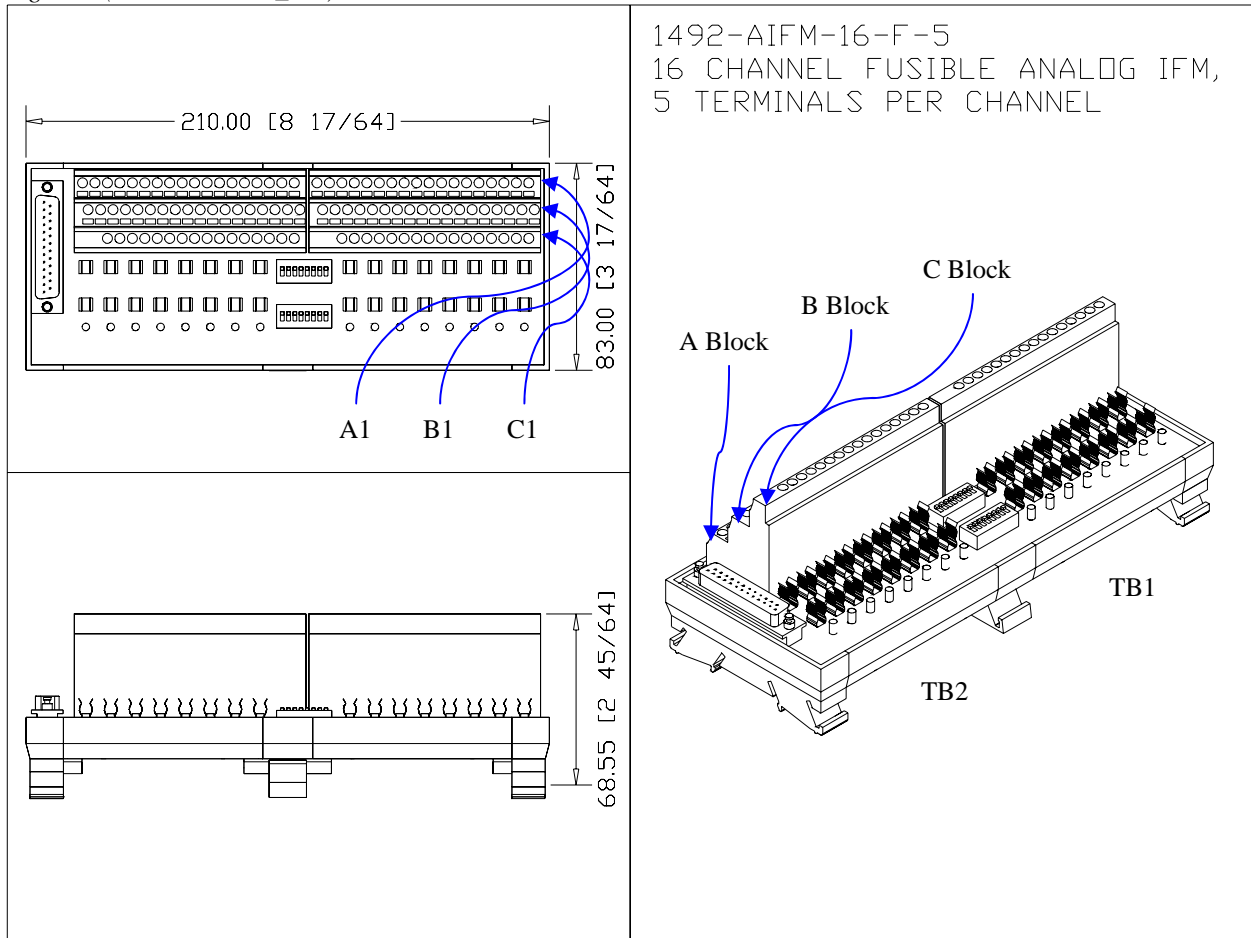 210.00 [8 17/64]
83.00 [3 17/64]
A1
B1
C1
68.55 [2 45/64]
1492-AIFM-16-F-5
16 CHANNEL FUSIBLE ANALOG IFM,
5 TERMINALS PER CHANNEL
C Block
B Block
A Block
TB1
TB2